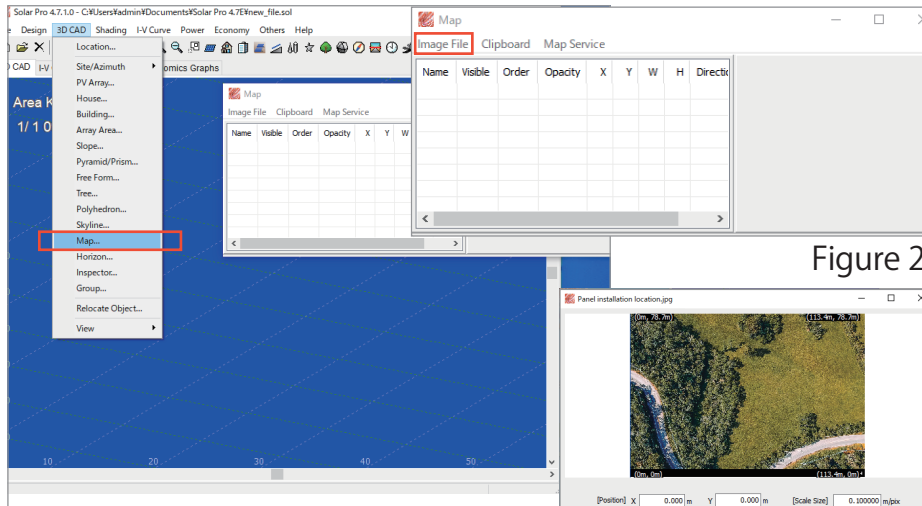 Solar Pro 4.7.1.0 - C:¥Users¥admin¥Documents¥Solar Pro 4.7E¥new_file.sol
Design 3D CAD Shading I-V Curve Power Economy Others Help
CAD I-V
omics Graphs
Location...
Site/Azimuth
PV Array...
House...
Building...
Array Area...
Slope...
Pyramid/Prism...
Free Form...
Tree...
Polyhedron...
Skyline...
Map...
Horizon...
Inspector...
Group...
Relocate Object...
View
Area K
1/ 1 0
10 20 30 40 50
Map
Image File Clipboard Map Service
Name Visible Order Opacity X Y W
Map
Image File Clipboard Map Service
Name Visible Order Opacity X Y W H Directic
Figure 2
Panel installation location.jpg
(0m, 78.7m) (113.4m, 78.7m)
(0m, 0m) (113.4m, 0m)
[Position] X 0.000 m Y 0.000 m [Scale Size] 0.100000 m/pix